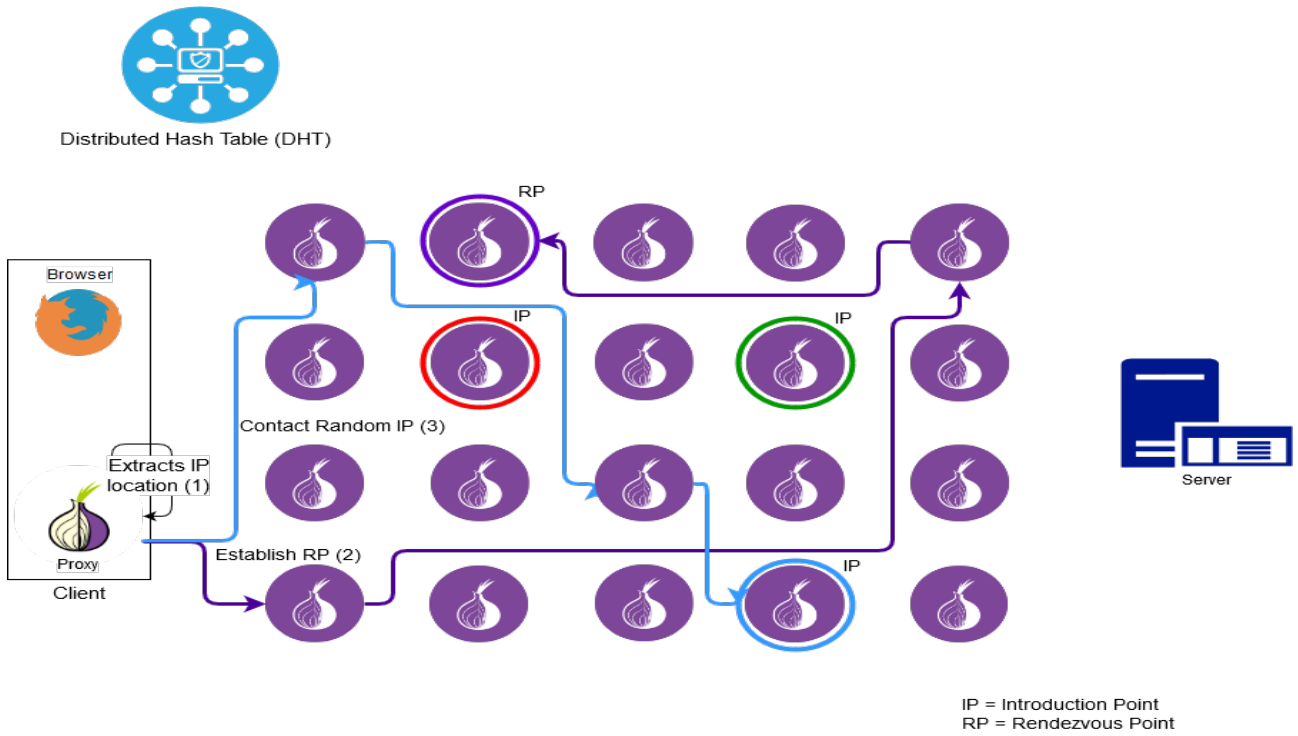 Distributed Hash Table (DHT)
RP
Browser
IP
IP
Contact Random IP (3)
Extracts IP
location (1)
Server
Establish RP (2)
Proxy
IP
Client
IP = Introduction Point
RP = Rendezvous Point